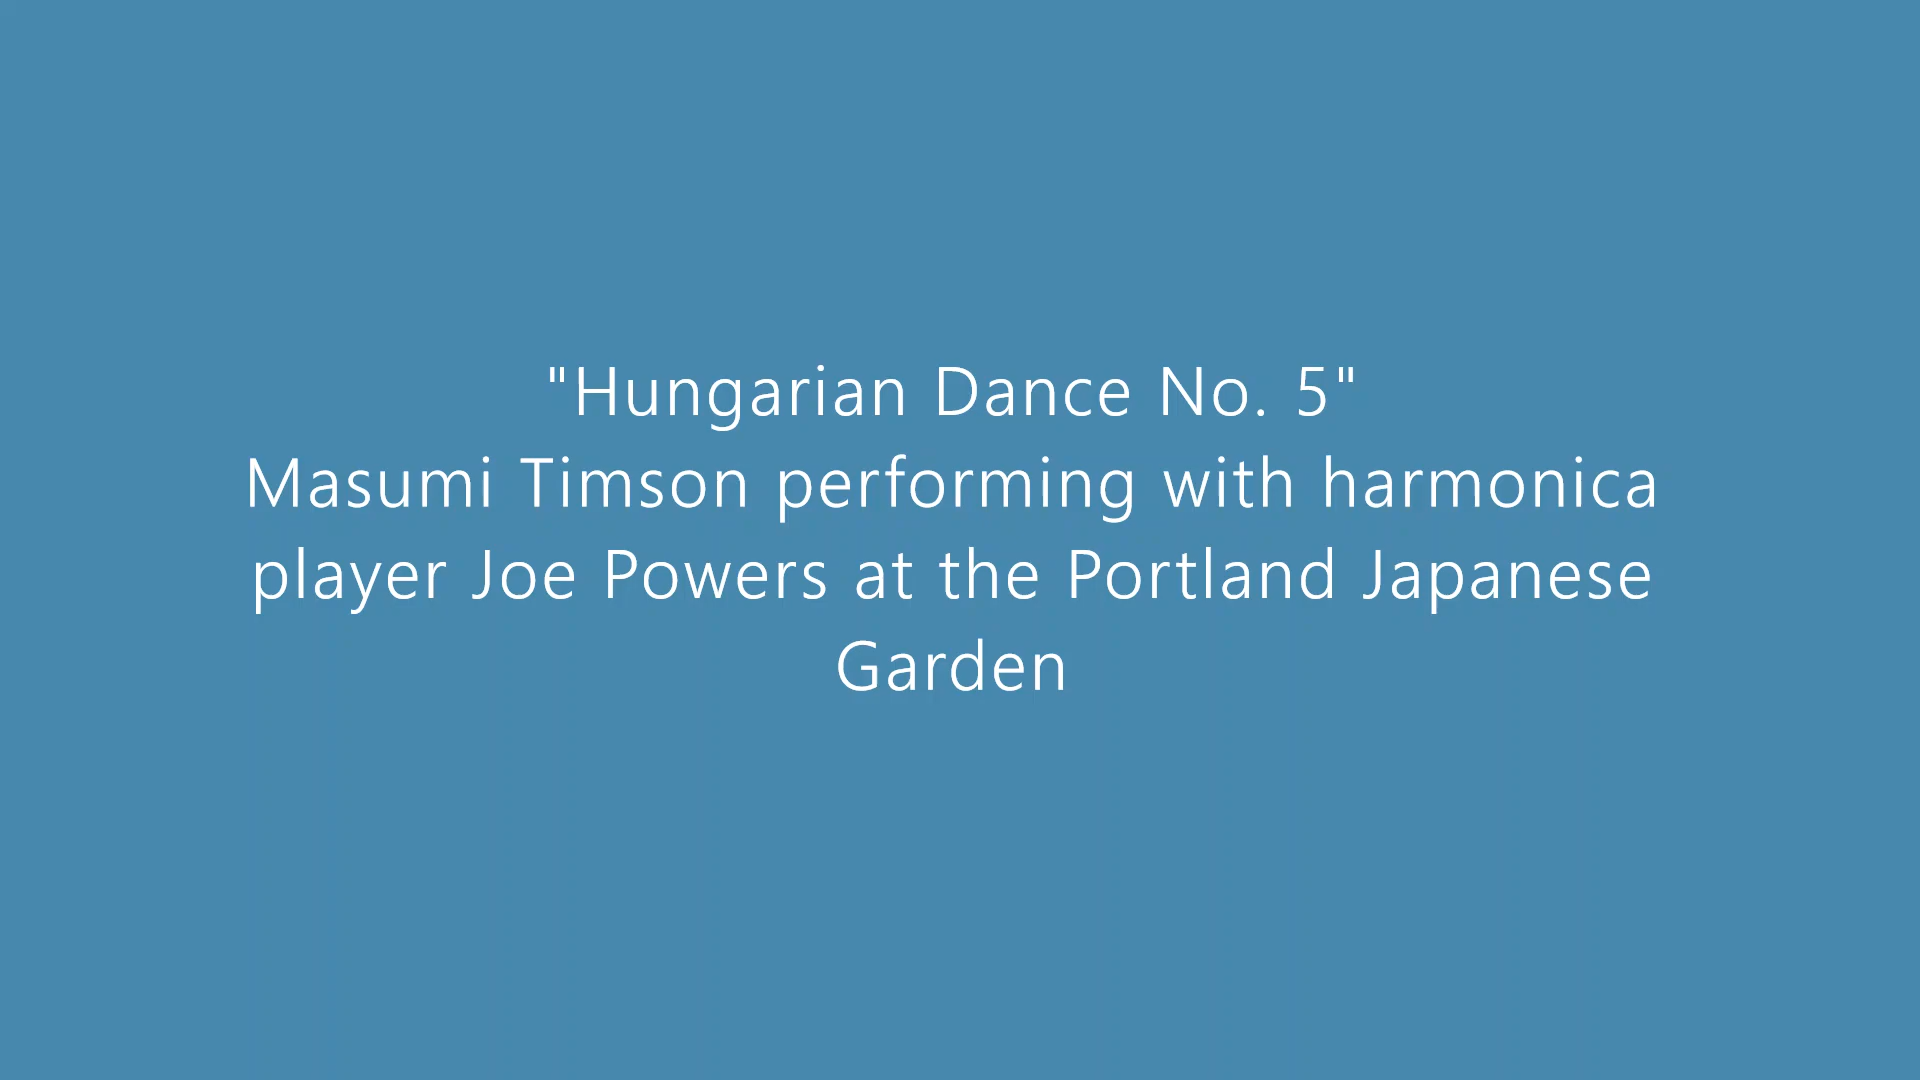 "Hungarian Dance No. 5"
Masumi Timson performing with harmonica
player Joe Powers at the Portland Japanese
Garden